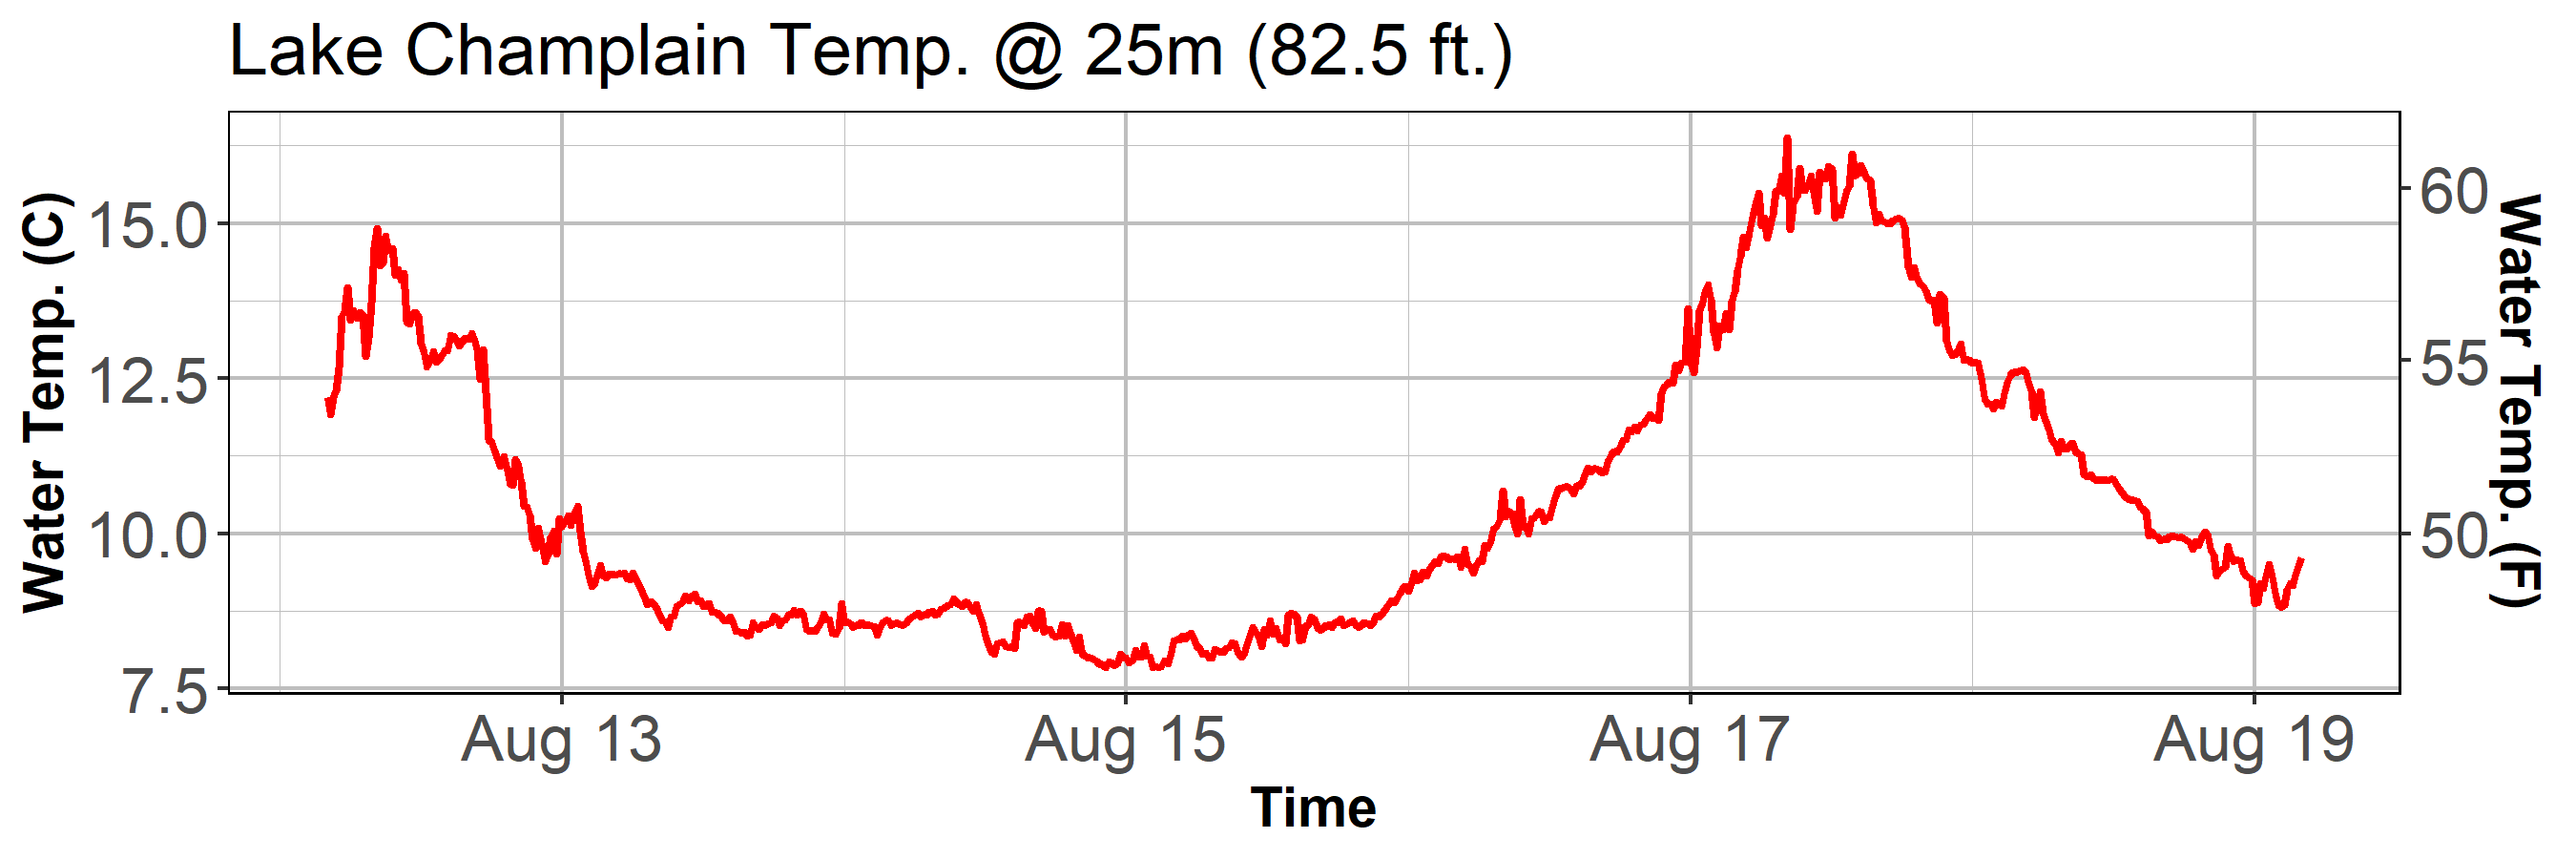 Lake Champlain Temp. @ 25m (82.5 ft.)
Water Temp. (C)
15.0
12.5
10.0
7.5
60
55
50
Water Temp. (F)
Aug 13
Aug 15
Aug 17
Aug 19
Time